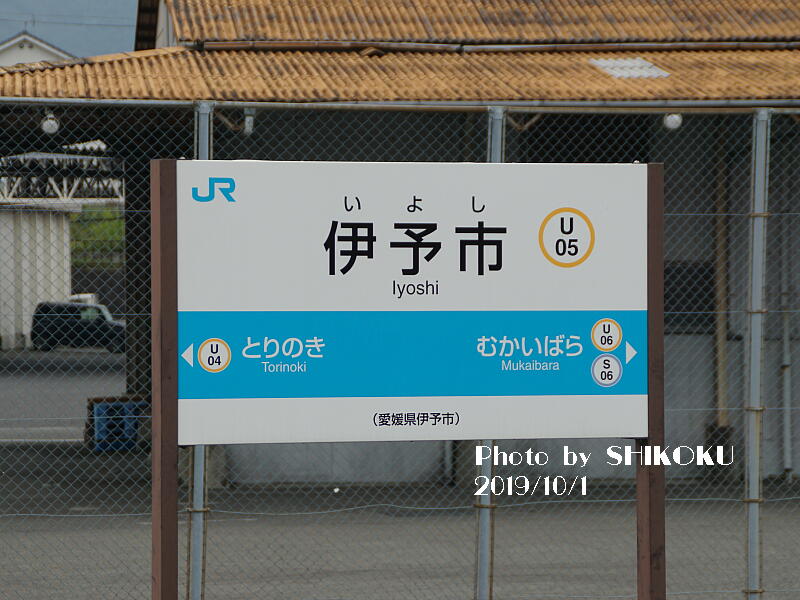 JR
いよし
伊予市
Iyoshi
U
05
U
04
とりのき
Torinoki
むかいばら
Mukaibara
U
06
S
06
（愛媛県伊予市）
Photo by SHIKOKU
2019/10/1